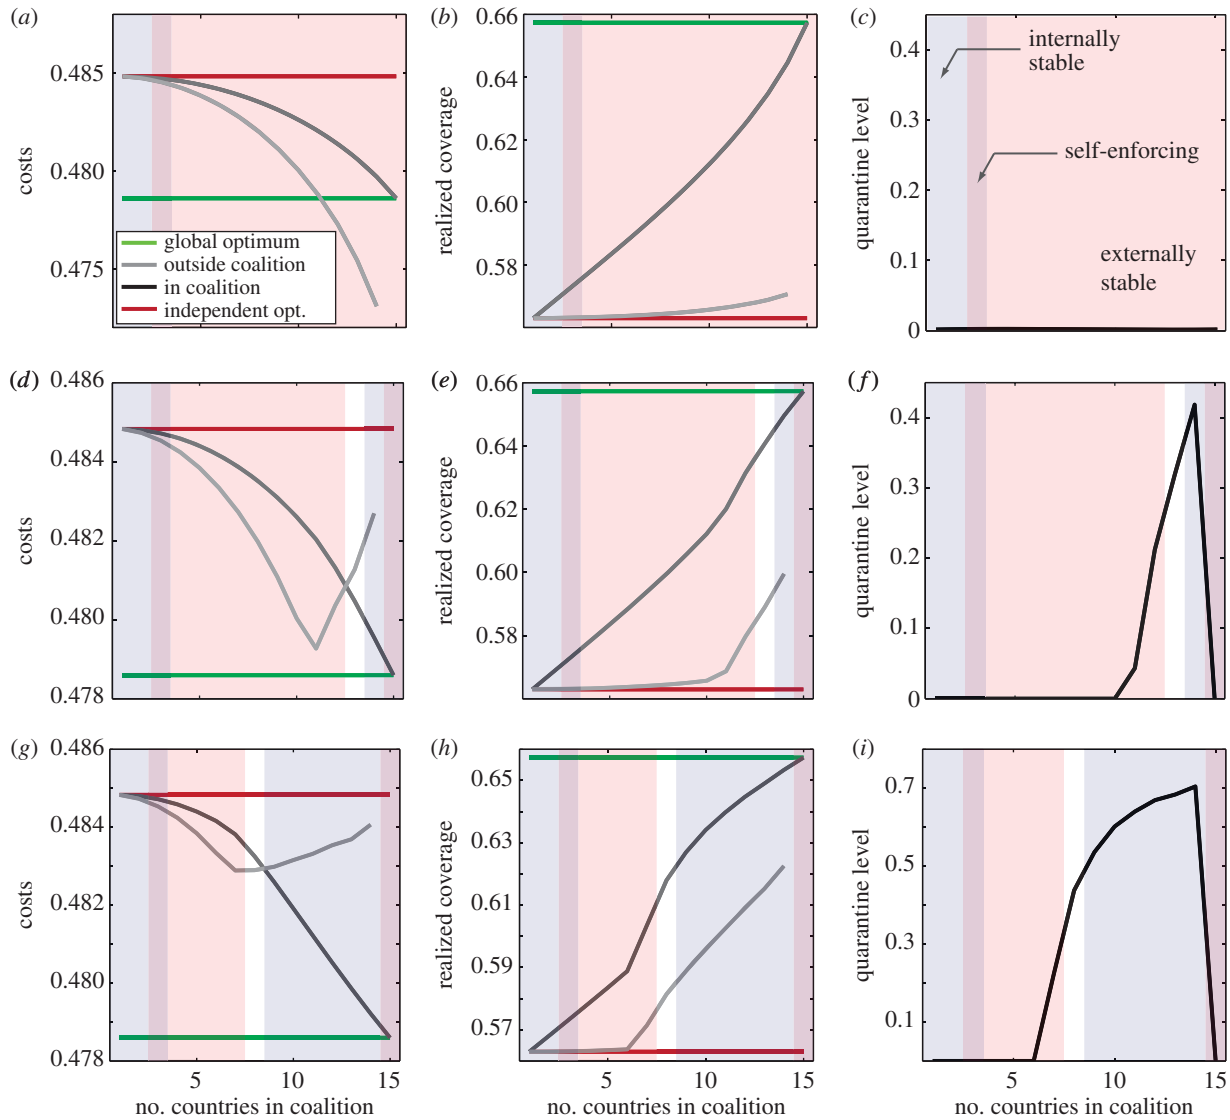 (a)
0.485
0.480
0.475
costs
global optimum
outside coalition
in coalition
independent opt.
5
10
15
(b)
0.66
0.64
0.62
0.60
0.58
realized coverage
(c)
0.4
0.3
0.2
0.1
0
quarantine level
internally
stable
self-enforcing
externally
stable
(d)
0.486
0.484
0.482
0.480
0.478
costs
(e)
0.66
0.64
0.62
0.60
0.58
realized coverage
(f)
0.4
0.3
0.2
0.1
0
quarantine level
(g)
0.486
0.484
0.482
0.480
0.478
costs
5
10
15
no. countries in coalition
(h)
0.65
0.63
0.61
0.59
0.57
realized coverage
5
10
15
no. countries in coalition
(i)
0.7
0.5
0.3
0.1
quarantine level
5
10
15
no. countries in coalition